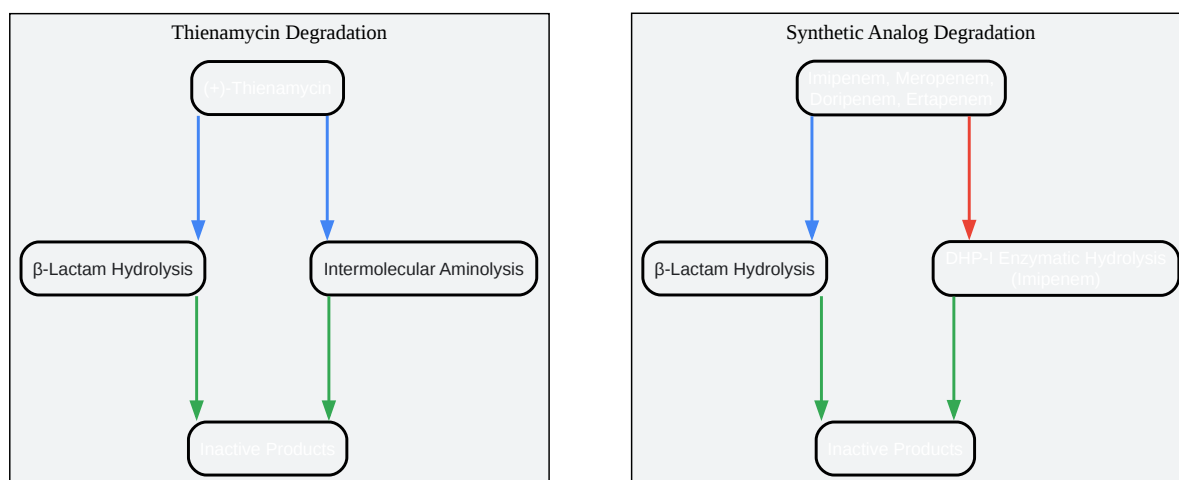 Thienamycin Degradation
(+)-Thienamycin
β-Lactam Hydrolysis
Intermolecular Aminolysis
Inactive Products
Synthetic Analog Degradation
Imipenem, Meropenem,
Doripenem, Ertapenem
β-Lactam Hydrolysis
DHP-I Enzymatic Hydrolysis
(Imipenem)
Inactive Products